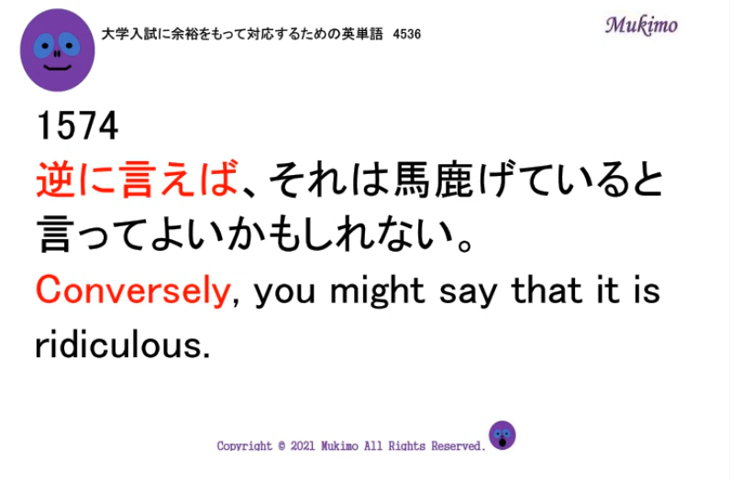 大学入試に余裕をもって対応するための英単語 4536
Mukimo
1574
逆に言えば、それは馬鹿げていると
言ってよいかもしれない。
Conversely, you might say that it is
ridiculous.
Copyright © 2021 Mukimo All Rights Reserved.